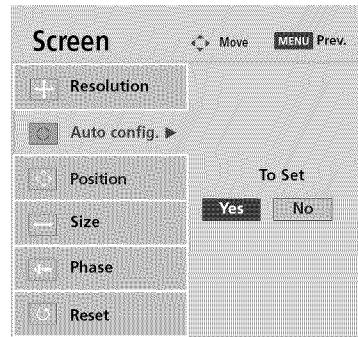 Screen
Move
MENU Prev.
Resolution
Auto config. ▶
Position
Size
Phase
Reset
To Set
Yes No